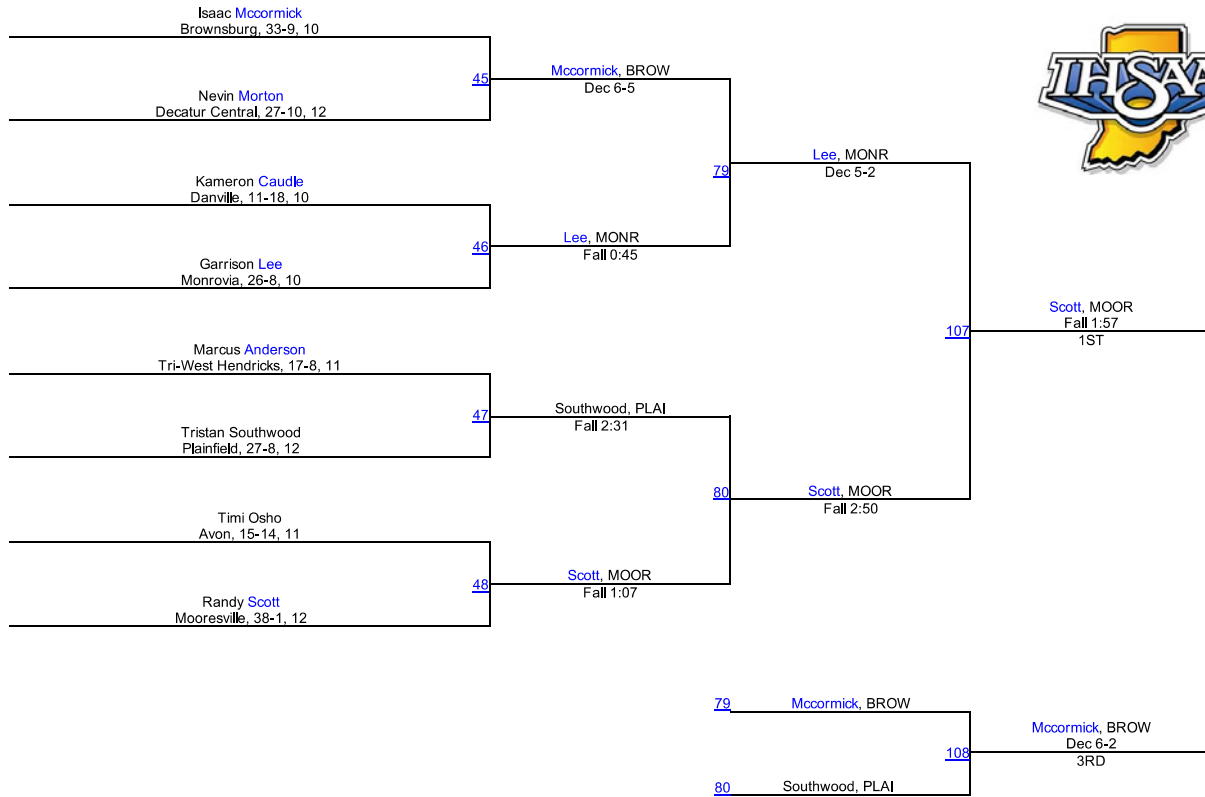 Isaac Mccormick
Brownsburg, 33-9, 10
45
Nevin Morton
Decatur Central, 27-10, 12
Mccormick, BROW
Dec 6-5
Kameron Caudle
Danville, 11-18, 10
46
Garrison Lee
Monrovia, 26-8, 10
Lee, MONR
Fall 0:45
79
Lee, MONR
Dec 5-2
Marcus Anderson
Tri-West Hendricks, 17-8, 11
47
Tristan Southwood
Plainfield, 27-8, 12
Southwood, PLAI
Fall 2:31
Timi Osho
Avon, 15-14, 11
48
Randy Scott
Mooresville, 38-1, 12
Scott, MOOR
Fall 1:07
80
Scott, MOOR
Fall 2:50
107
Scott, MOOR
Fall 1:57
1ST
IHSAA
79
Mccormick, BROW
108
80
Southwood, PLAI
Mccormick, BROW
Dec 6-2
3RD